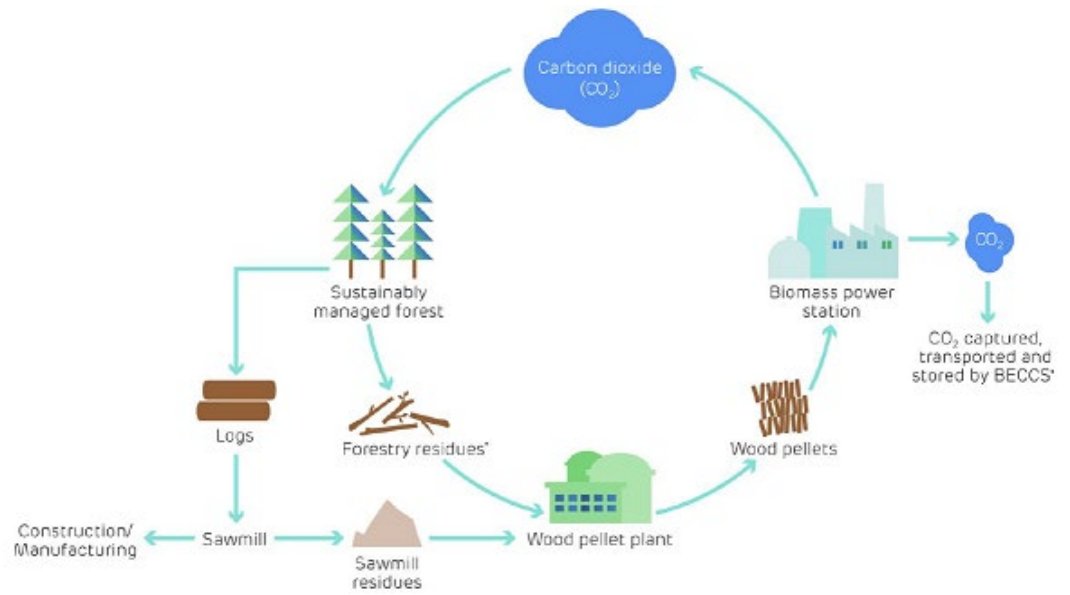 Carbon dioxide
(CO₂)
Sustainably
managed forest
Biomass power
station
CO₂
CO₂ captured,
transported and
stored by BECCS*
Logs
Forestry residues*
Wood pellets
Construction/
Manufacturing
Sawmill
Sawmill
residues
Wood pellet plant